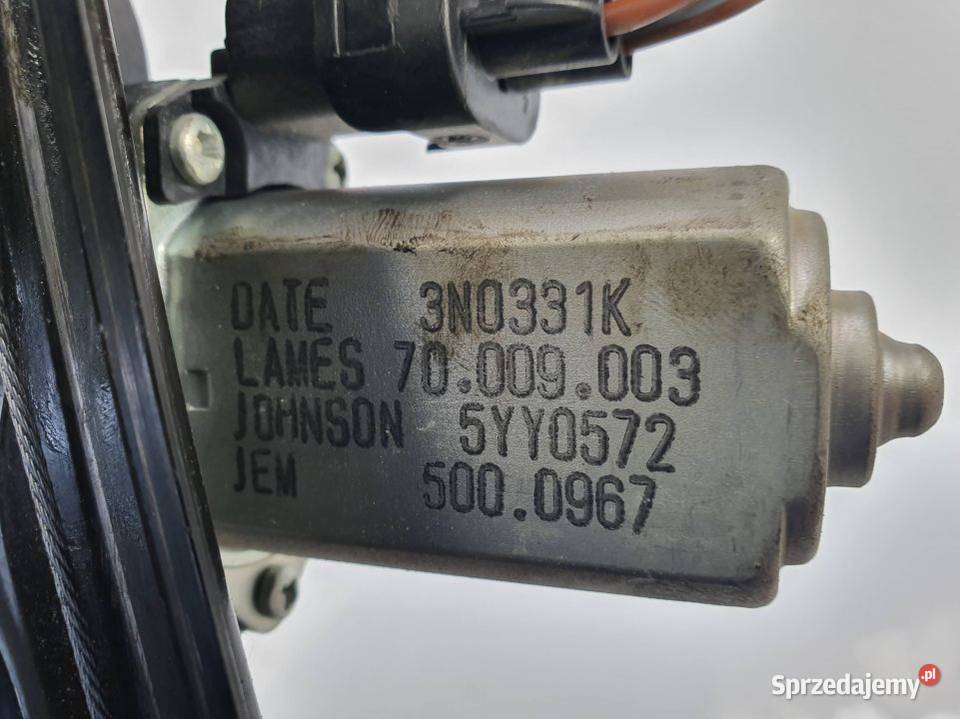 DATE 3N0331K
LAMES 70.009.003
JOHNSON 5YY0572
JEM 500.0967
Sprzedajemy.pl